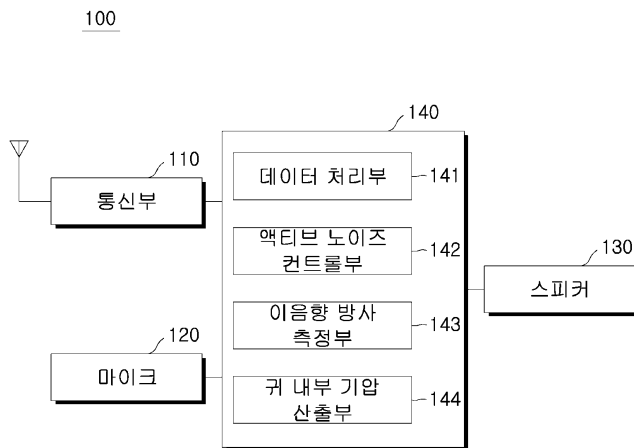 100
140
110
통신부
데이터 처리부
141
액티브 노이즈
컨트롤부
142
130
스피커
이음향 방사
측정부
143
120
마이크
귀 내부 기압
산출부
144